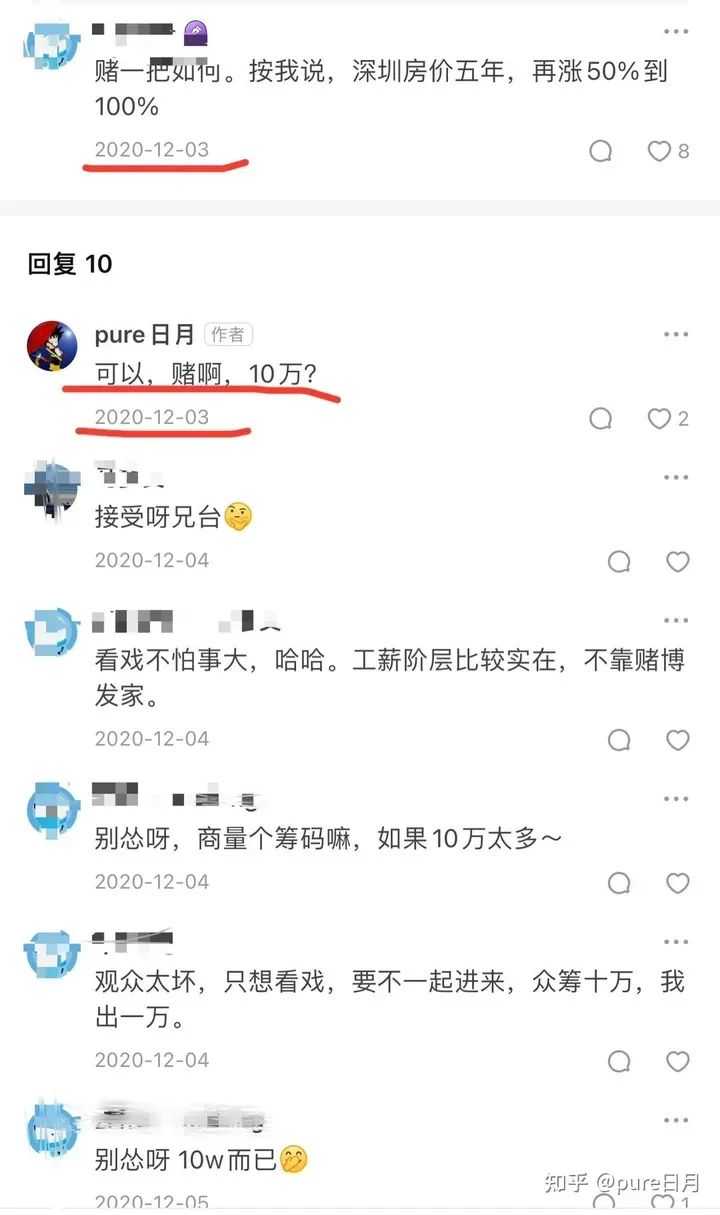 赌一把如何。按我说，深圳房价五年，再涨50%到
100%
2020-12-03
8
回复 10
pure日月 作者
可以，赌啊，10万?
2020-12-03
2
接受呀兄台🤔
2020-12-04
看戏不怕事大，哈哈。工薪阶层比较实在，不靠赌博
发家。
2020-12-04
别怂呀，商量个筹码嘛，如果10万太多～
2020-12-04
观众太坏，只想看戏，要不一起进来，众筹十万，我
出一万。
2020-12-04
别怂呀 10w而已🤭
2020-12-05
1
知乎 @pure日月